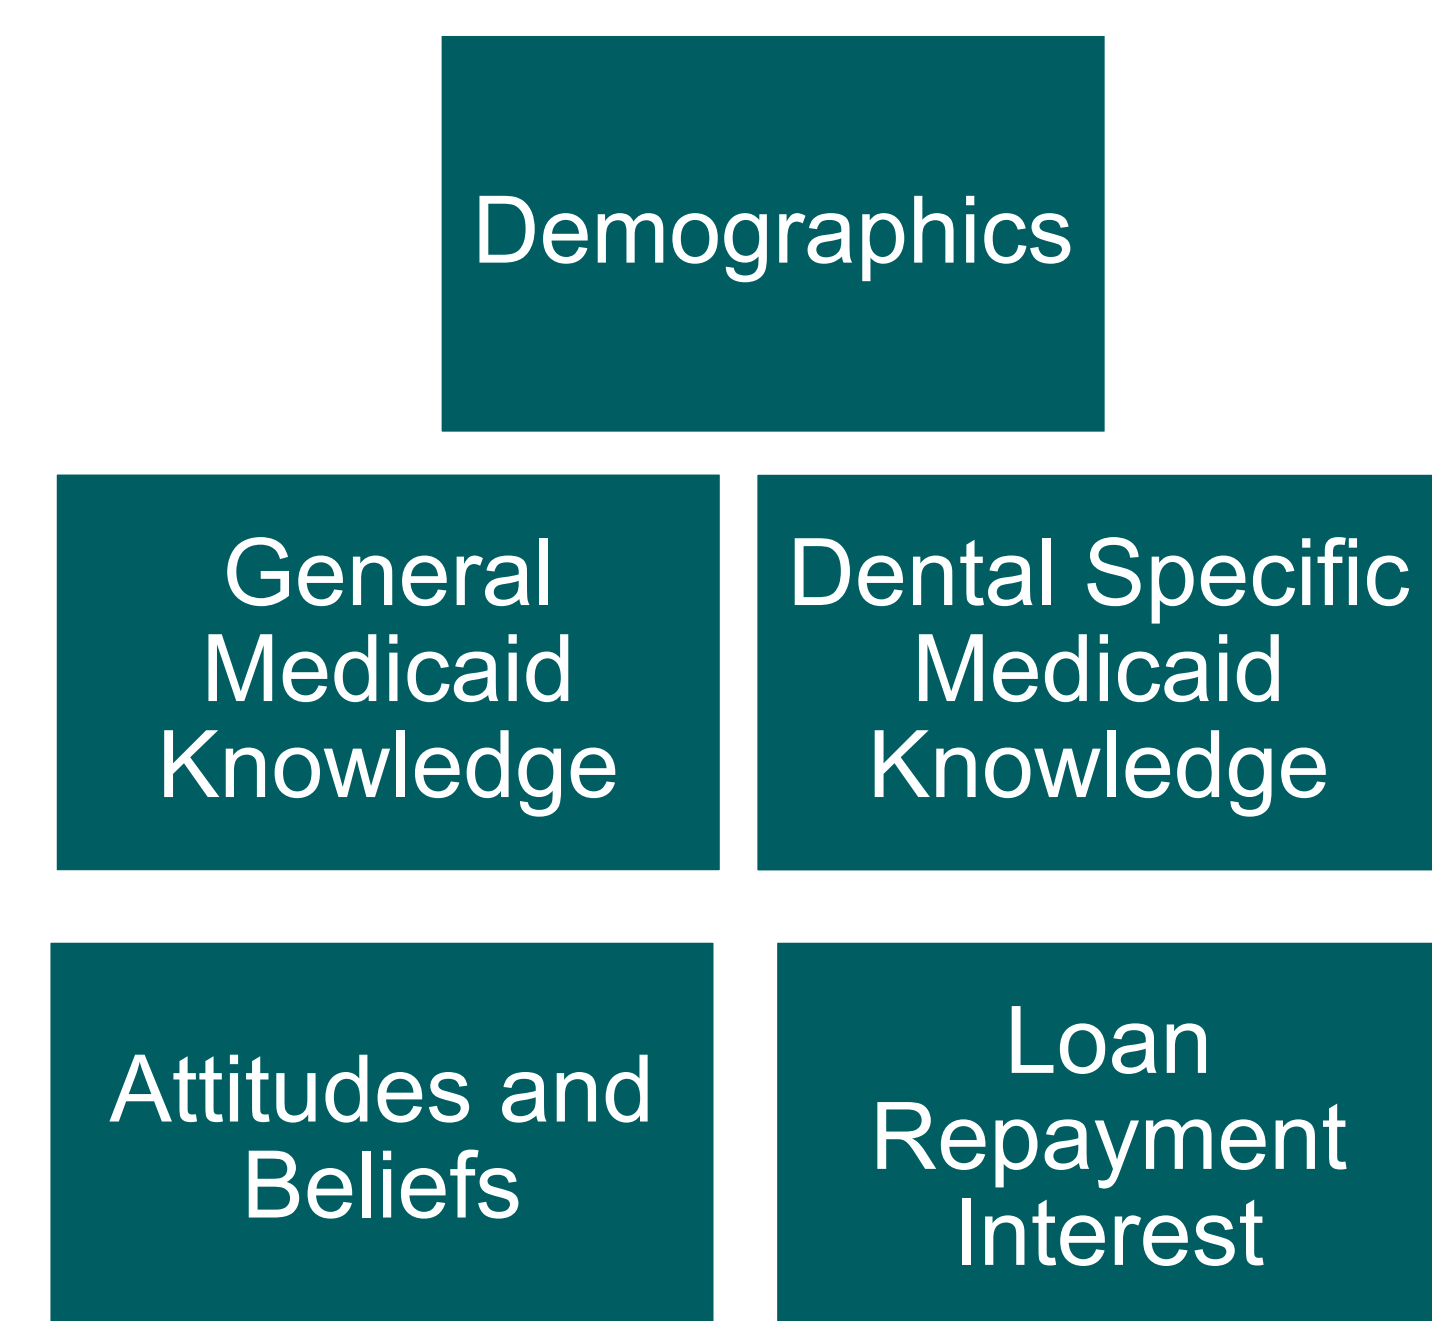 Demographics
General
Medicaid
Knowledge
Dental Specific
Medicaid
Knowledge
Attitudes and
Beliefs
Loan
Repayment
Interest